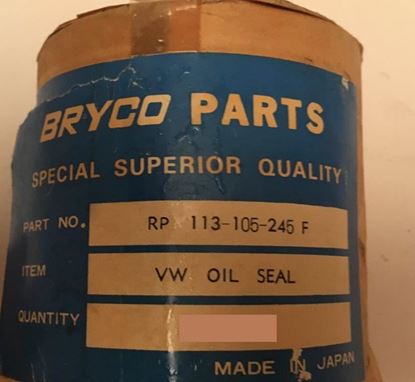 BRYCO PARTS
SPECIAL SUPERIOR QUALITY
PART NO. RP 113-105-245 F
ITEM VW OIL SEAL
QUANTITY
MADE IN JAPAN